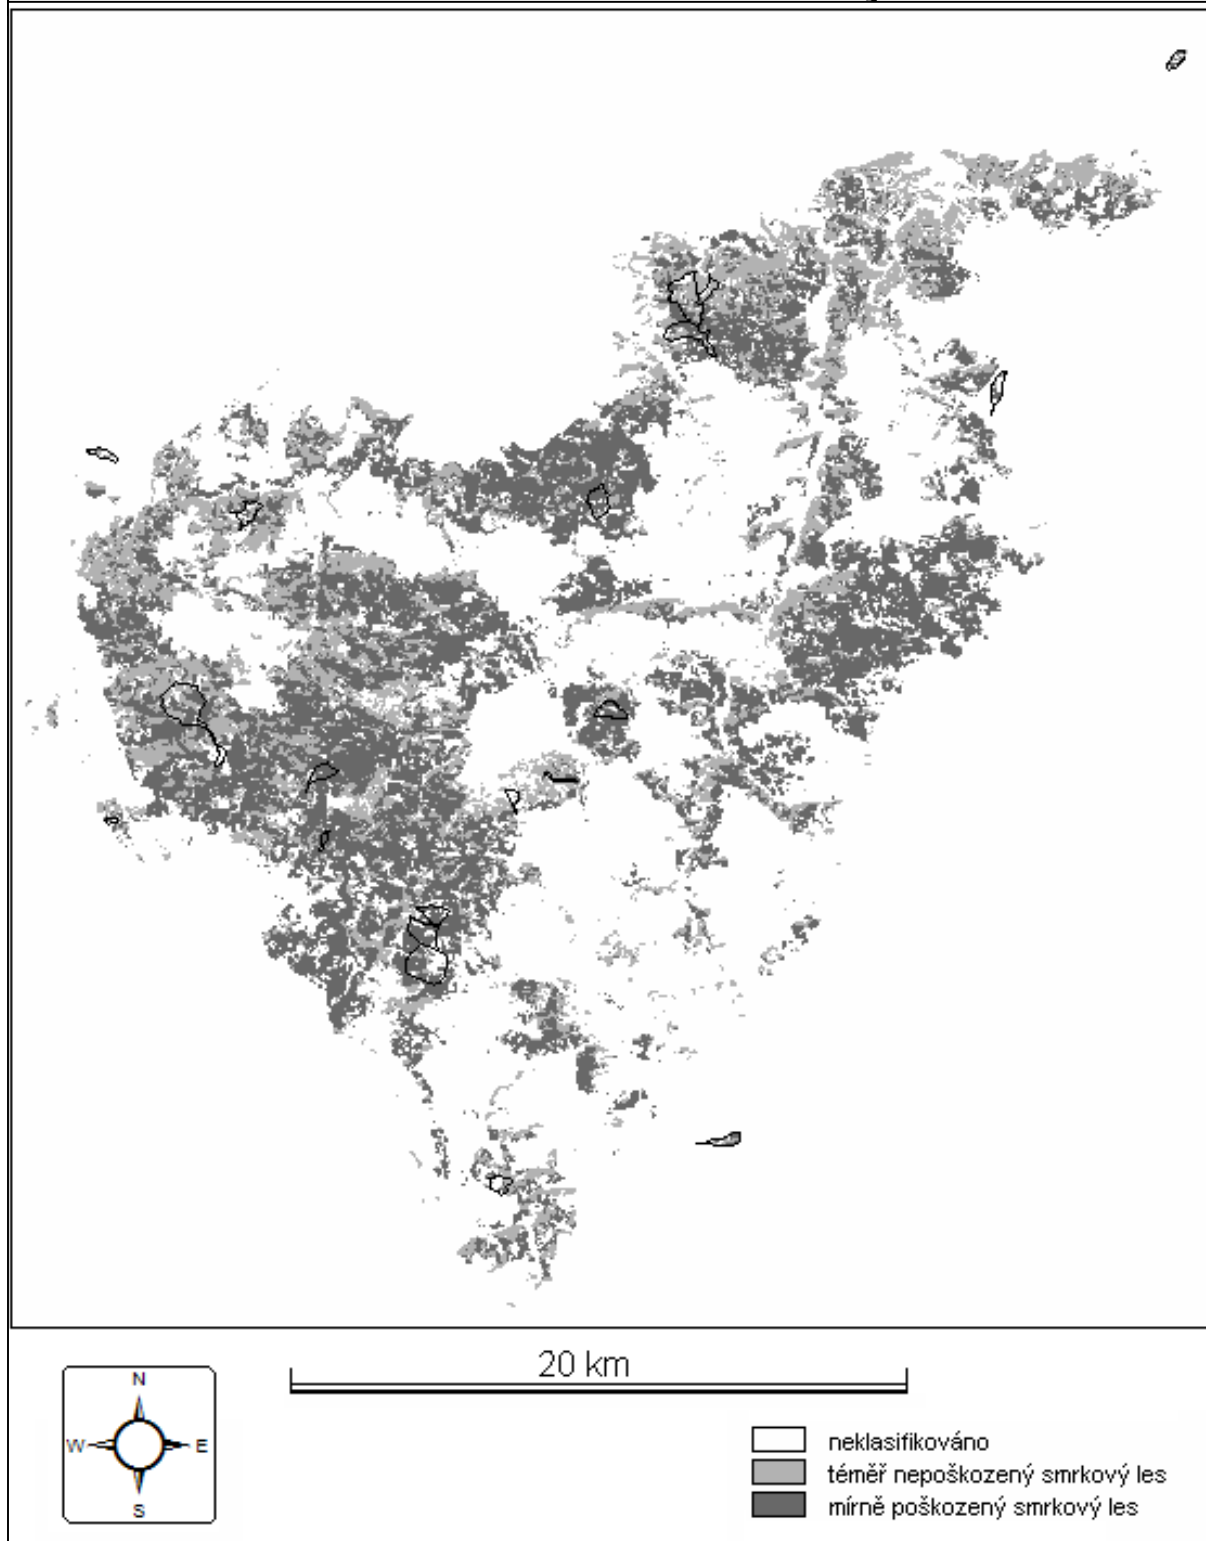 20 km
N
W E
S
neklasifikováno
téměř nepoškozený smrkový les
mírně poškozený smrkový les